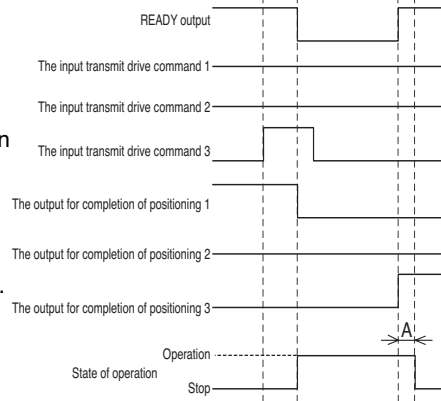 READY output
The input transmit drive command 1
The input transmit drive command 2
n
The input transmit drive command 3
The output for completion of positioning 1
The output for completion of positioning 2
.
The output for completion of positioning 3
A
Operation
State of operation
Stop